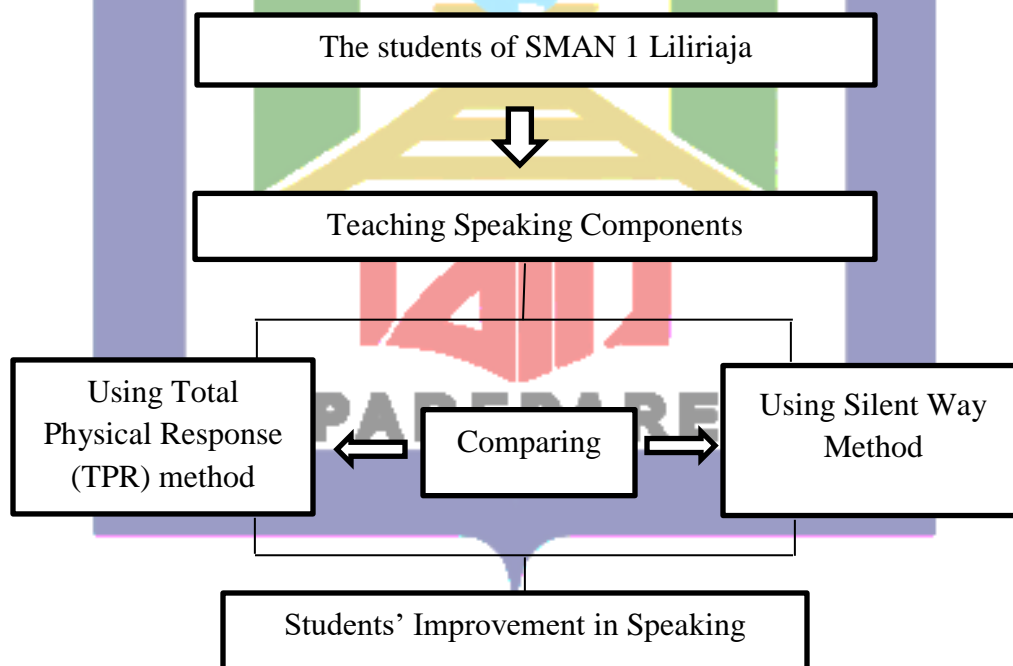 The students of SMAN 1 Liliriaja
Teaching Speaking Components
Using Total
Physical Response
(TPR) method
Comparing
Using Silent Way
Method
PAREPARE
Students’ Improvement in Speaking